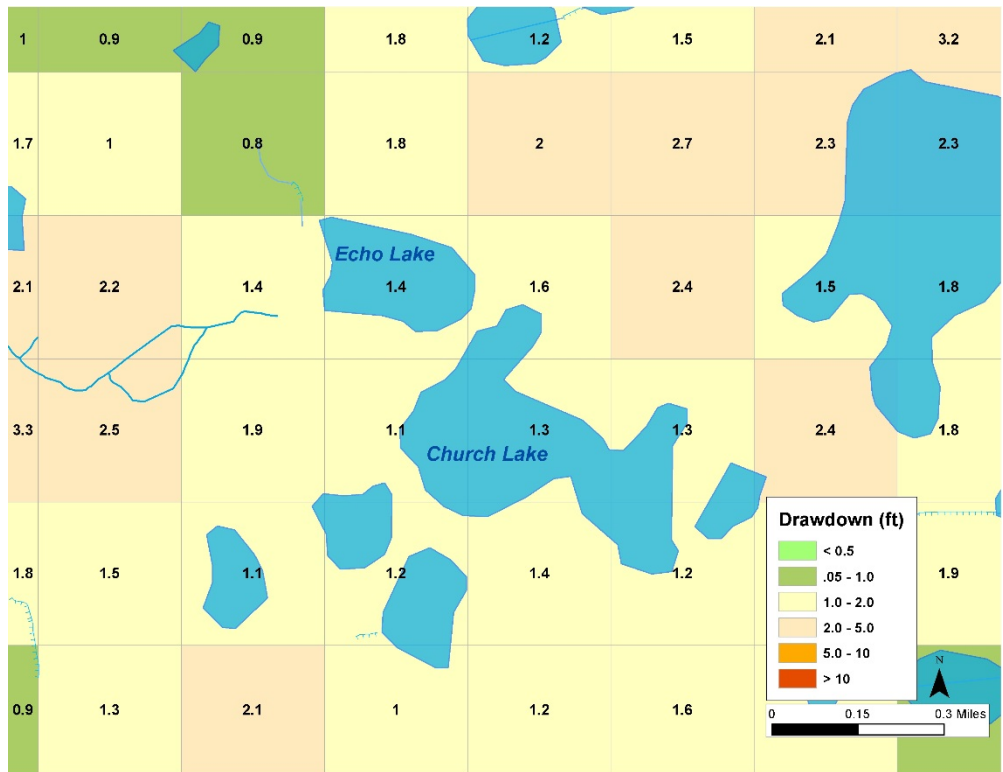 1 0.9 0.9 1.8 1.2 1.5 2.1 3.2
1.7 1 0.8 1.8 2 2.7 2.3 2.3
Echo Lake
2.1 2.2 1.4 1.4 1.6 2.4 1.5 1.8
3.3 2.5 1.9 1.1 1.3 1.3 2.4 1.8
Church Lake
Drawdown (ft)
< 0.5
.05 - 1.0
1.0 - 2.0
2.0 - 5.0
5.0 - 10
> 10
1.8 1.5 1.1 1.2 1.4 1.2 1.9
N
0.9 1.3 2.1 1 1.2 1.6
0 0.15 0.3 Miles